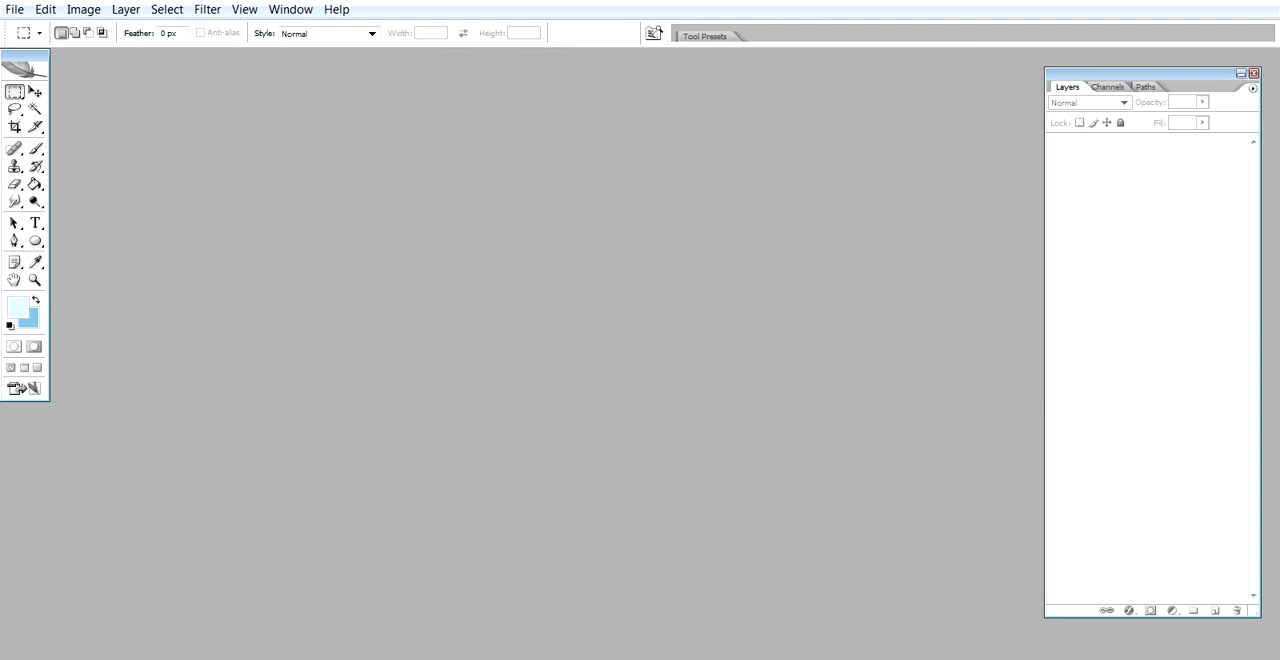 File Edit Image Layer Select Filter View Window Help
Feather: 0 px Anti-alias Style: Normal Width: Height: Tool Presets
Layers Channels Paths
Normal Opacity:
Lock: Fill:
T